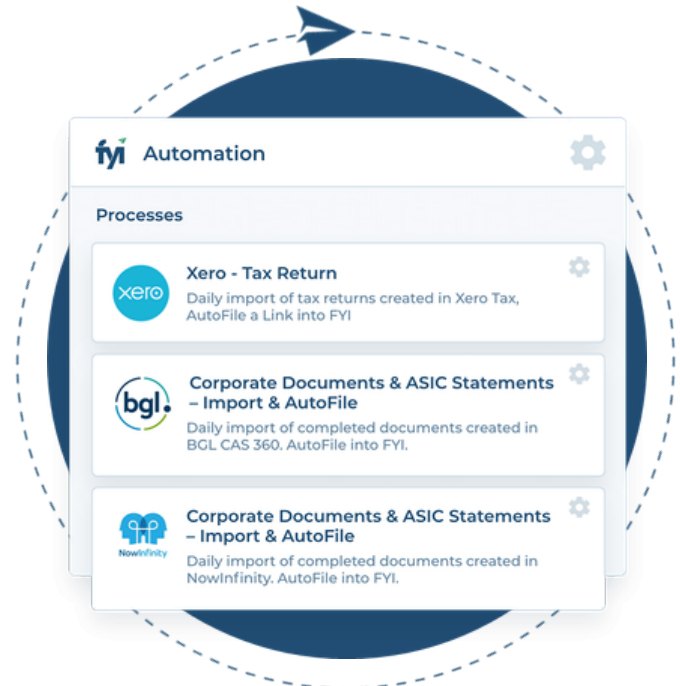 fyi Automation
Processes
xero
Xero - Tax Return
Daily import of tax returns created in Xero Tax,
AutoFile a Link into FYI
bgl.
Corporate Documents & ASIC Statements
– Import & AutoFile
Daily import of completed documents created in
BGL CAS 360. AutoFile into FYI.
NowInfinity
Corporate Documents & ASIC Statements
– Import & AutoFile
Daily import of completed documents created in
NowInfinity. AutoFile into FYI.